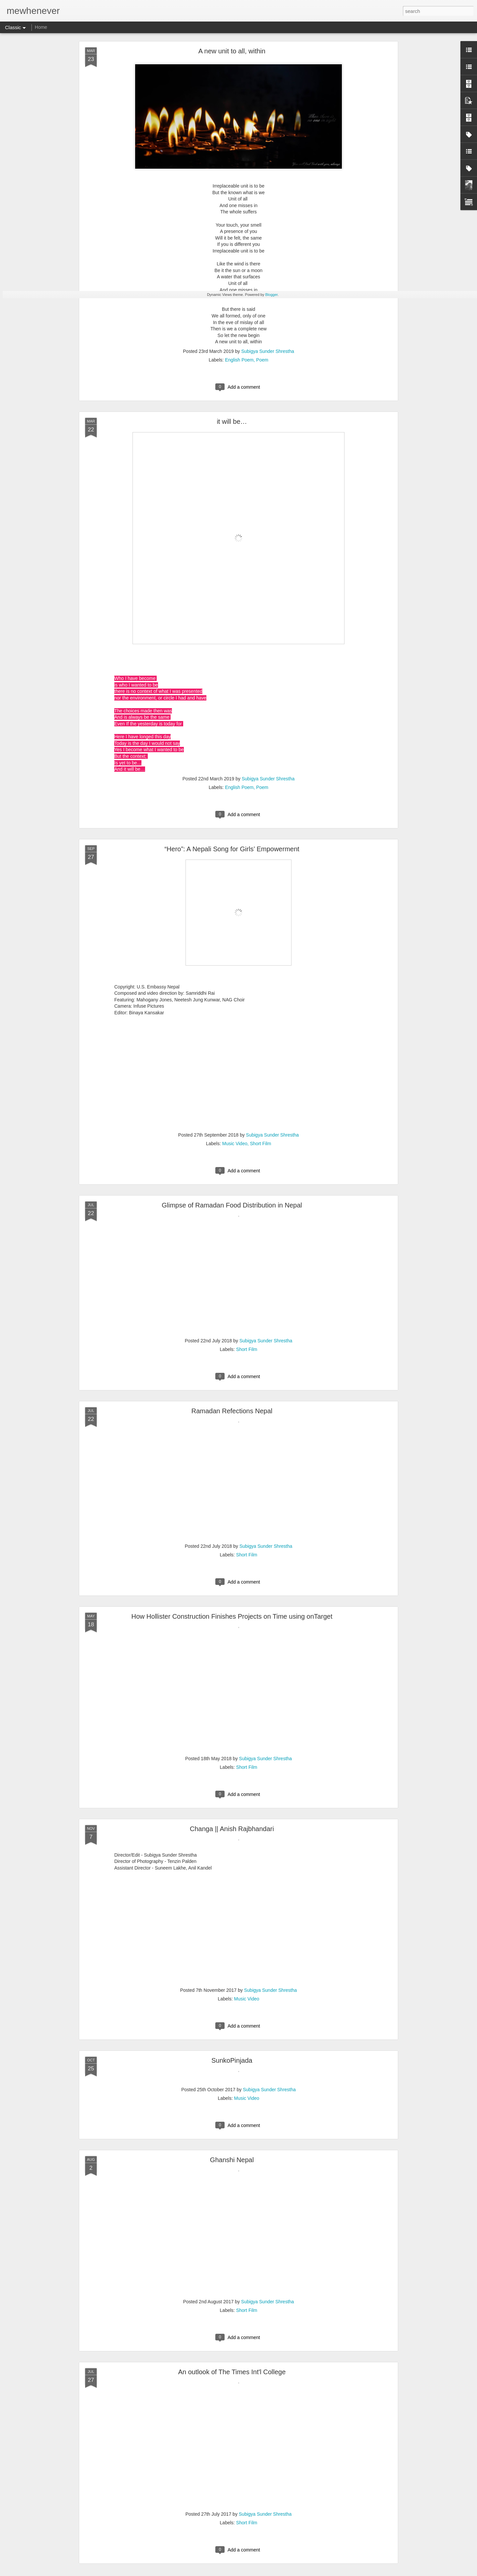 mewhenever
search
Classic
Home
MAR
23
A new unit to all, within
Irreplaceable unit is to be
But the known what is we
Unit of all
And one misses in
The whole suffers
Your touch, your smell
A presence of you
Will it be felt, the same
If you is different you
Irreplaceable unit is to be
Like the wind is there
Be it the sun or a moon
A water that surfaces
Unit of all
And one misses in
Dynamic Views theme. Powered by Blogger.
But there is said
We all formed, only of one
In the eve of midsy of all
Then is we a complete new
So let the new begin
A new unit to all, within
Posted 23rd March 2019 by Subigya Sunder Shrestha
Labels: English Poem, Poem
0 Add a comment
MAR
22
it will be…
Who I have become,
is who I wanted to be
there is no context of what I was presented
nor the environment, or circle I had and have
The choices made then was
And is always be the same,
Even if the yesterday is today for.
Here I have longed this day
Today is the day I would not say
Yes I become what I wanted to be
But the context..
Is yet to be...
And it will be...
Posted 22nd March 2019 by Subigya Sunder Shrestha
Labels: English Poem, Poem
0 Add a comment
SEP
27
"Hero": A Nepali Song for Girls' Empowerment
Copyright: U.S. Embassy Nepal
Composed and video direction by: Samriddhi Rai
Featuring: Mahogany Jones, Neetesh Jung Kunwar, NAG Choir
Camera: Infuse Pictures
Editor: Binaya Kansakar
Posted 27th September 2018 by Subigya Sunder Shrestha
Labels: Music Video, Short Film
0 Add a comment
JUL
22
Glimpse of Ramadan Food Distribution in Nepal
Posted 22nd July 2018 by Subigya Sunder Shrestha
Labels: Short Film
0 Add a comment
JUL
22
Ramadan Refections Nepal
Posted 22nd July 2018 by Subigya Sunder Shrestha
Labels: Short Film
0 Add a comment
MAY
18
How Hollister Construction Finishes Projects on Time using onTarget
Posted 18th May 2018 by Subigya Sunder Shrestha
Labels: Short Film
0 Add a comment
NOV
7
Changa || Anish Rajbhandari
Director/Edit - Subigya Sunder Shrestha
Director of Photography - Tenzin Palden
Assistant Director - Suneem Lakhe, Anil Kandel
Posted 7th November 2017 by Subigya Sunder Shrestha
Labels: Music Video
0 Add a comment
OCT
25
SunkoPinjada
Posted 25th October 2017 by Subigya Sunder Shrestha
Labels: Music Video
0 Add a comment
AUG
2
Ghanshi Nepal
Posted 2nd August 2017 by Subigya Sunder Shrestha
Labels: Short Film
0 Add a comment
JUL
27
An outlook of The Times Int'l College
Posted 27th July 2017 by Subigya Sunder Shrestha
Labels: Short Film
0 Add a comment